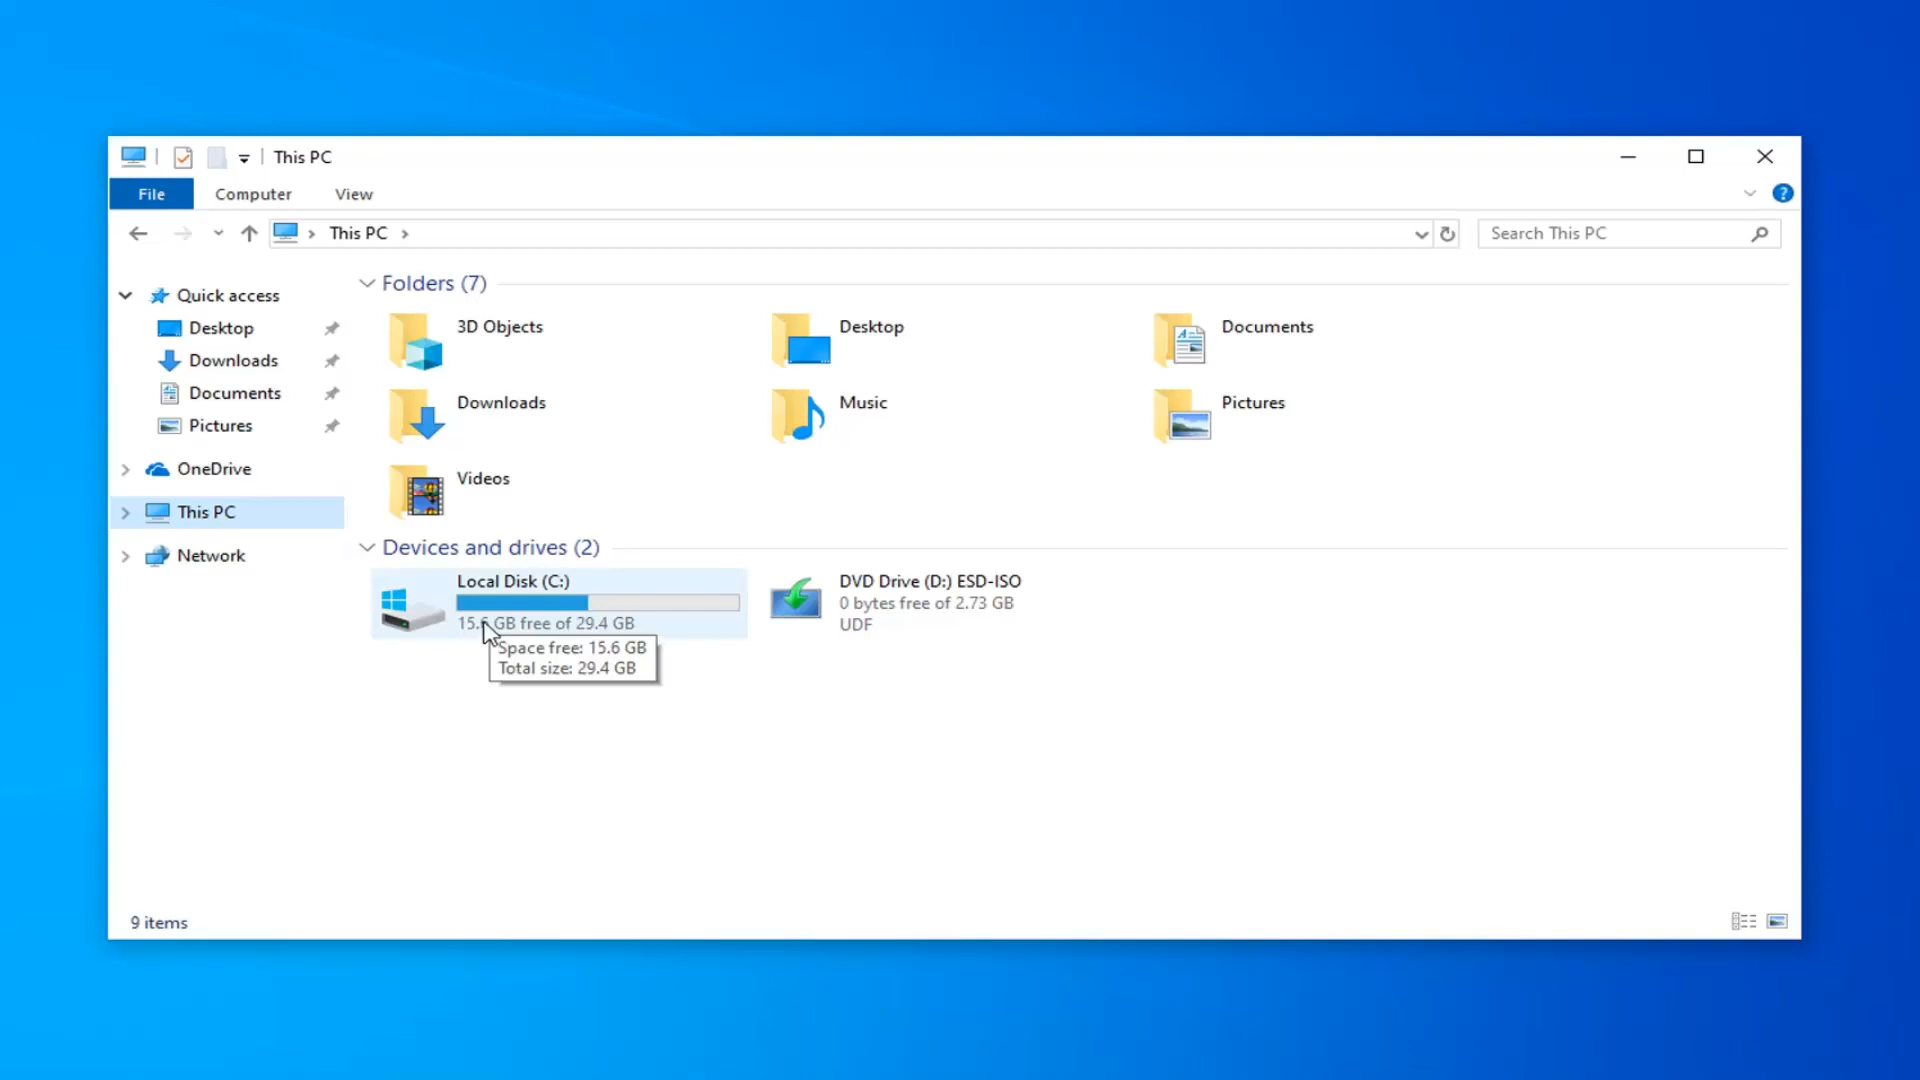 This PC
File Computer View
This PC
Search This PC
Quick access
Desktop
Downloads
Documents
Pictures
OneDrive
This PC
Network
Folders (7)
3D Objects
Desktop
Documents
Downloads
Music
Pictures
Videos
Devices and drives (2)
Local Disk (C:)
15.6 GB free of 29.4 GB
Space free: 15.6 GB
Total size: 29.4 GB
DVD Drive (D:) ESD-ISO
0 bytes free of 2.73 GB
UDF
9 items